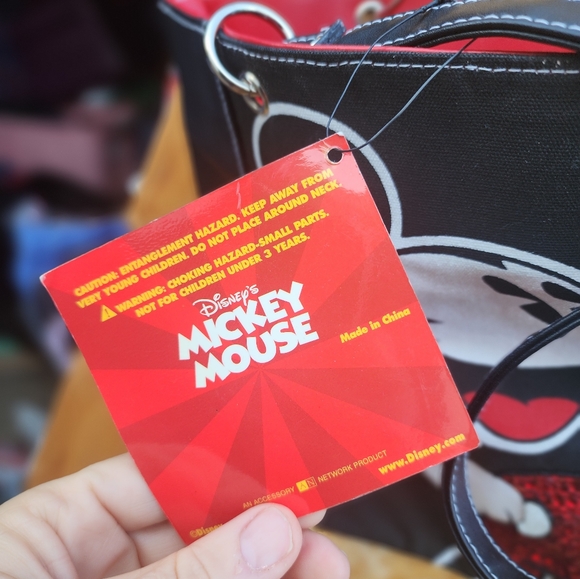 CAUTION: ENTANGLEMENT HAZARD. KEEP AWAY FROM
VERY YOUNG CHILDREN. DO NOT PLACE AROUND NECK.
WARNING: CHOKING HAZARD-SMALL PARTS.
NOT FOR CHILDREN UNDER 3 YEARS.
Disney's
MICKEY
MOUSE
Made in China
AN ACCESSORY AN NETWORK PRODUCT
www.Disney.com
©Disney